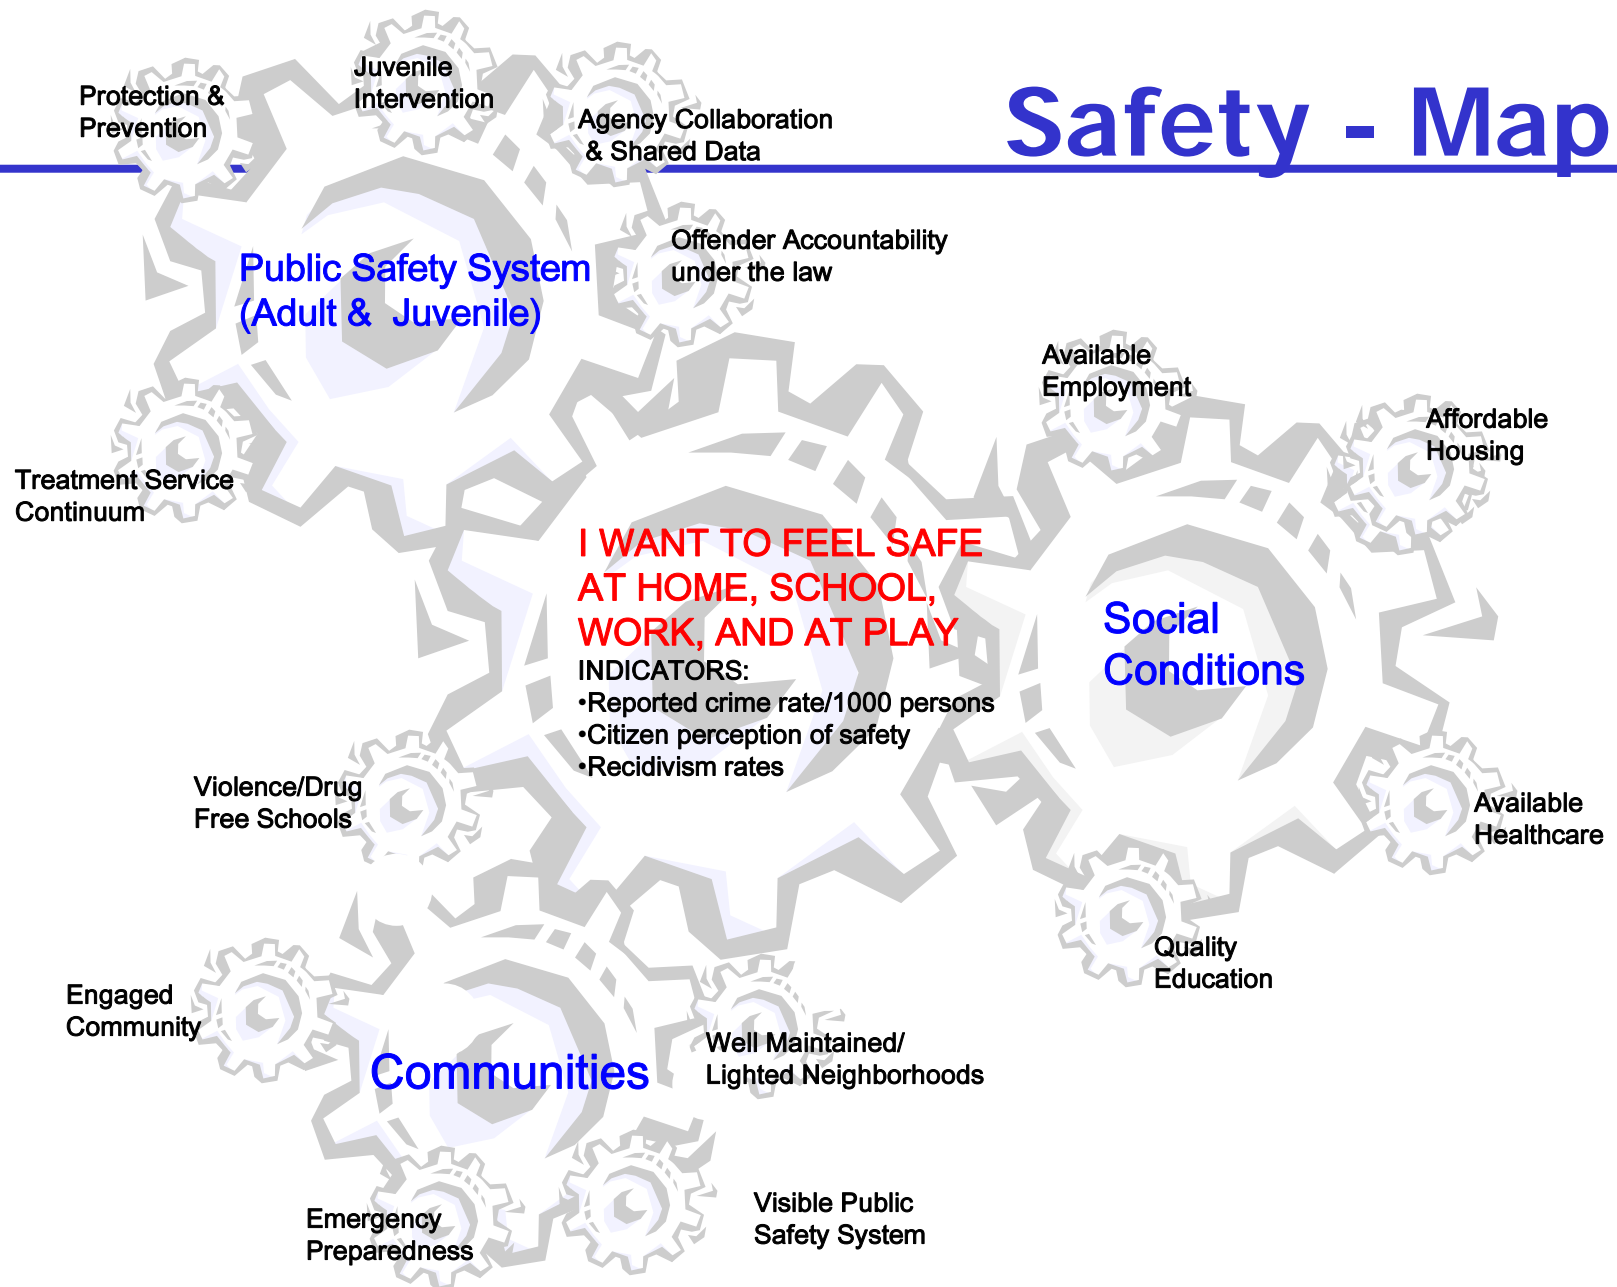 Safety - Map
Protection &
Prevention
Juvenile
Intervention
Agency Collaboration
& Shared Data
Offender Accountability
under the law
Public Safety System
(Adult &  Juvenile)
Treatment Service
Continuum
Available
Employment
Affordable
Housing
I WANT TO FEEL SAFE
AT HOME, SCHOOL,
WORK, AND AT PLAY
INDICATORS:
•Reported crime rate/1000 persons
•Citizen perception of safety
•Recidivism rates
Social
Conditions
Available
Healthcare
Quality
Education
Violence/Drug
Free Schools
Engaged
Community
Communities
Well Maintained/
Lighted Neighborhoods
Emergency
Preparedness
Visible Public
Safety System